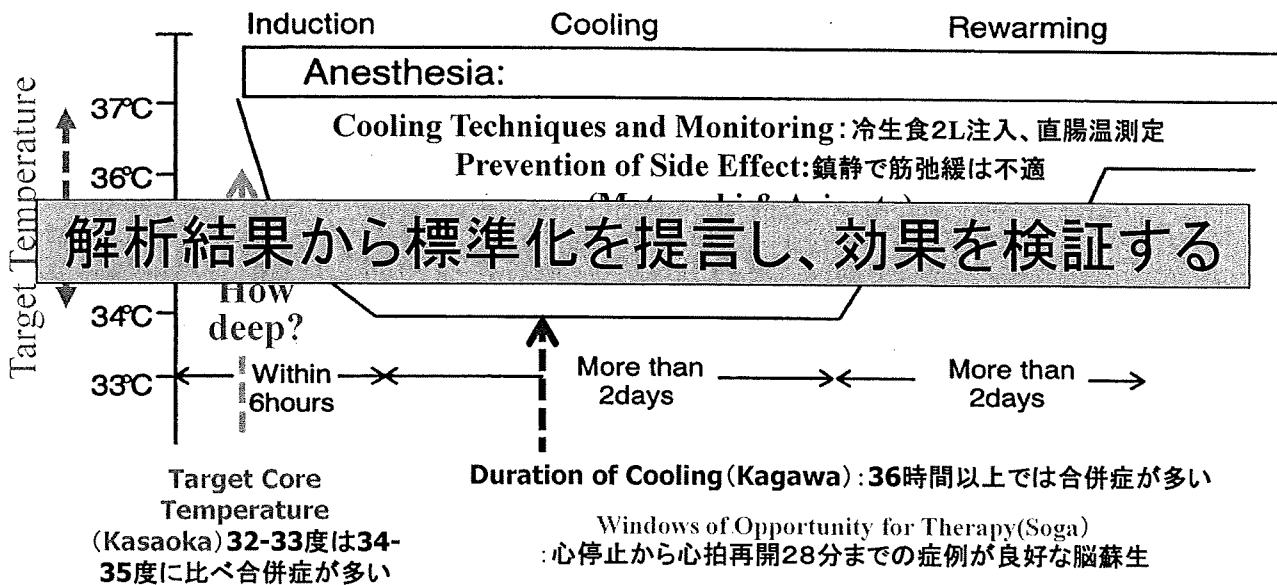 Induction Cooling Rewarming
Anesthesia:
Target Temperature
37℃
Cooling Techniques and Monitoring：冷生食2L注入、直腸温測定
36℃
Prevention of Side Effect:鎮静で筋弛緩は不適
解析結果から標準化を提言し、効果を検証する
How
deep?
34℃
33℃
Within
6hours
More than
2days
More than
2days
Target Core
Temperature
(Kasaoka)32-33度は34-
35度に比べ合併症が多い
Duration of Cooling(Kagawa)：36時間以上では合併症が多い
Windows of Opportunity for Therapy(Soga)
：心停止から心拍再開28分までの症例が良好な脳蘇生